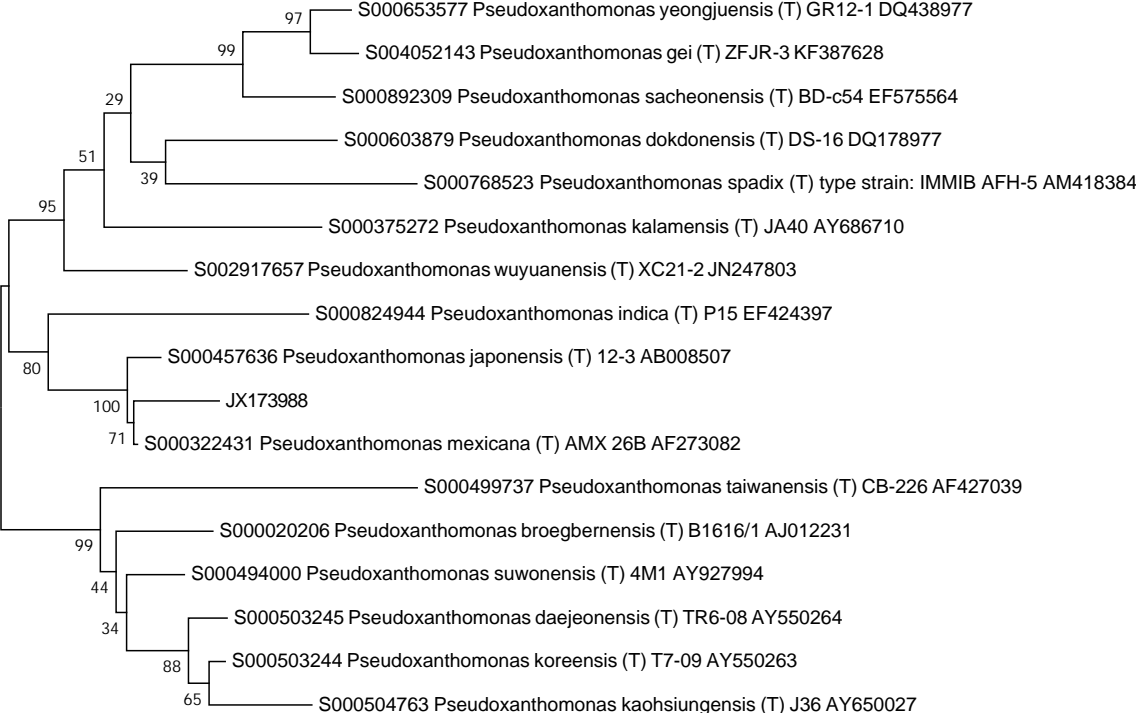 97
S000653577 Pseudoxanthomonas yeongjuensis (T) GR12-1 DQ438977
99
S004052143 Pseudoxanthomonas gei (T) ZFJR-3 KF387628
29
S000892309 Pseudoxanthomonas sacheonensis (T) BD-c54 EF575564
51
S000603879 Pseudoxanthomonas dokdonensis (T) DS-16 DQ178977
39
S000768523 Pseudoxanthomonas spadix (T) type strain: IMMIB AFH-5 AM418384
95
S000375272 Pseudoxanthomonas kalamensis (T) JA40 AY686710
S002917657 Pseudoxanthomonas wuyuanensis (T) XC21-2 JN247803
S000824944 Pseudoxanthomonas indica (T) P15 EF424397
80
S000457636 Pseudoxanthomonas japonensis (T) 12-3 AB008507
100
JX173988
71
S000322431 Pseudoxanthomonas mexicana (T) AMX 26B AF273082
S000499737 Pseudoxanthomonas taiwanensis (T) CB-226 AF427039
99
S000020206 Pseudoxanthomonas broegbernensis (T) B1616/1 AJ012231
44
S000494000 Pseudoxanthomonas suwonensis (T) 4M1 AY927994
34
S000503245 Pseudoxanthomonas daejeonensis (T) TR6-08 AY550264
88
S000503244 Pseudoxanthomonas koreensis (T) T7-09 AY550263
65
S000504763 Pseudoxanthomonas kaohsiungensis (T) J36 AY650027